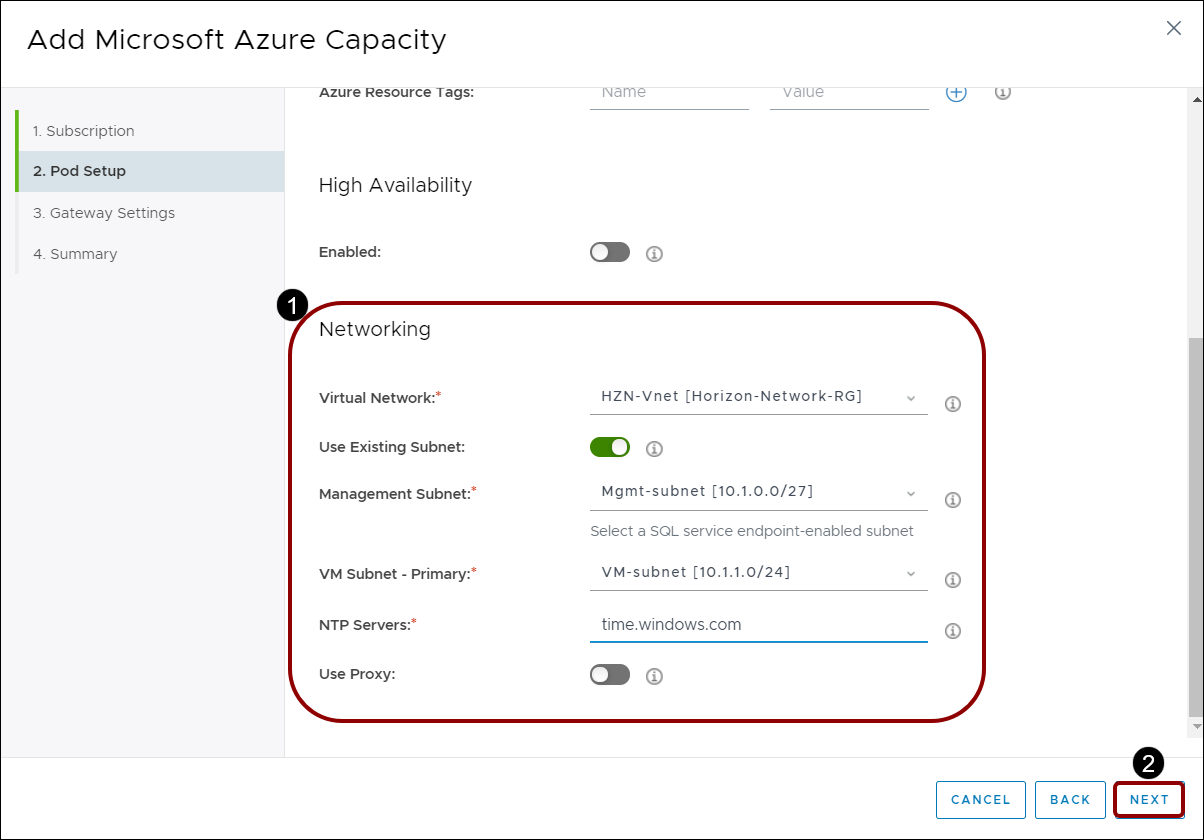 Add Microsoft Azure Capacity
Azure Resource Tags: Name Value
1. Subscription
2. Pod Setup
3. Gateway Settings
4. Summary
High Availability
Enabled:
1
Networking
Virtual Network:* HZN-Vnet [Horizon-Network-RG]
Use Existing Subnet:
Management Subnet:* Mgmt-subnet [10.1.0.0/27]
Select a SQL service endpoint-enabled subnet
VM Subnet - Primary:* VM-subnet [10.1.1.0/24]
NTP Servers:* time.windows.com
Use Proxy:
2
CANCEL BACK NEXT